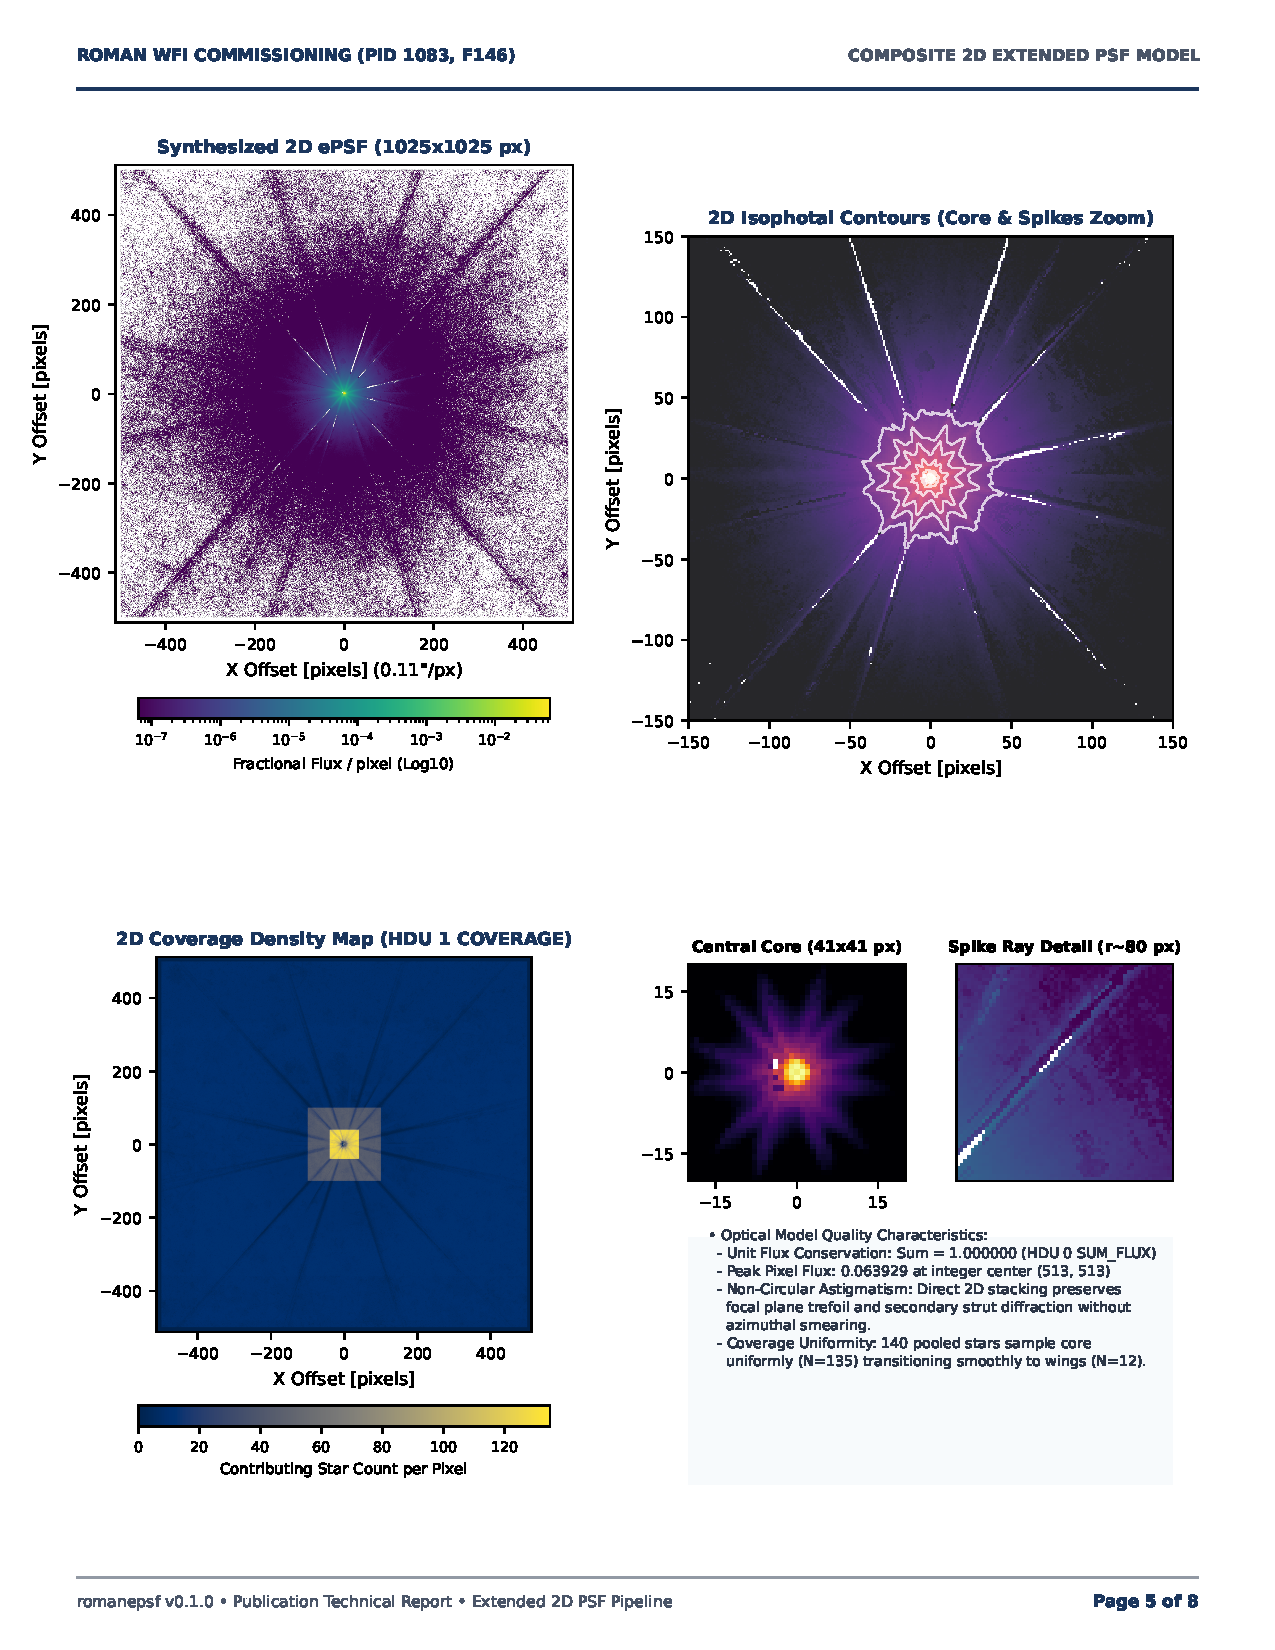 ROMAN WFI COMMISSIONING (PID 1083, F146)
COMPOSITE 2D EXTENDED PSF MODEL
Synthesized 2D ePSF (1025x1025 px)
Y Offset [pixels]
400
200
0
−200
−400
−400 −200 0 200 400
X Offset [pixels] (0.11"/px)
10⁻⁷ 10⁻⁶ 10⁻⁵ 10⁻⁴ 10⁻³ 10⁻²
Fractional Flux / pixel (Log10)
2D Isophotal Contours (Core & Spikes Zoom)
Y Offset [pixels]
150
100
50
0
−50
−100
−150
−150 −100 −50 0 50 100 150
X Offset [pixels]
2D Coverage Density Map (HDU 1 COVERAGE)
Y Offset [pixels]
400
200
0
−200
−400
−400 −200 0 200 400
X Offset [pixels]
0 20 40 60 80 100 120
Contributing Star Count per Pixel
Central Core (41x41 px)
15
0
−15
−15 0 15
Spike Ray Detail (r~80 px)
• Optical Model Quality Characteristics:
- Unit Flux Conservation: Sum = 1.000000 (HDU 0 SUM_FLUX)
- Peak Pixel Flux: 0.063929 at integer center (513, 513)
- Non-Circular Astigmatism: Direct 2D stacking preserves
focal plane trefoil and secondary strut diffraction without
azimuthal smearing.
- Coverage Uniformity: 140 pooled stars sample core
uniformly (N=135) transitioning smoothly to wings (N=12).
romanepsf v0.1.0 • Publication Technical Report • Extended 2D PSF Pipeline
Page 5 of 8